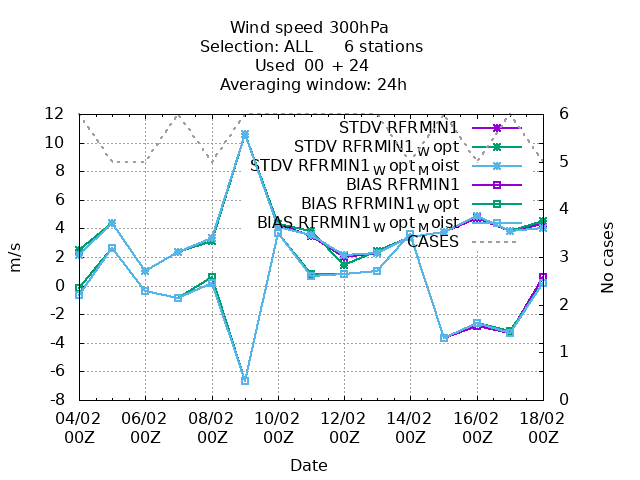 Wind speed 300hPa
Selection: ALL 6 stations
Used 00 + 24
Averaging window: 24h
12 6
STDV RFRMIN1
10 STDV RFRMIN1_W opt 5
8 STDV RFRMIN1_W opt_M oist
BIAS RFRMIN1
6 BIAS RFRMIN1_W opt 4
4 BIAS RFRMIN1_W opt_M oist
CASES
2 3
0
-2 2
-4 1
-6
-8 0
m/s
No cases
04/02 06/02 08/02 10/02 12/02 14/02 16/02 18/02
00Z 00Z 00Z 00Z 00Z 00Z 00Z 00Z
Date